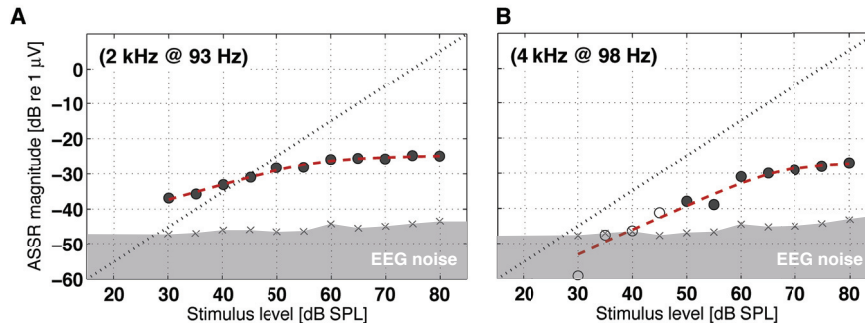 A
B
(2 kHz @ 93 Hz)
(4 kHz @ 98 Hz)
ASSR magnitude [dB re 1 µV]
0
−10
−20
−30
−40
−50
−60
EEG noise
EEG noise
20 30 40 50 60 70 80
20 30 40 50 60 70 80
Stimulus level [dB SPL]
Stimulus level [dB SPL]